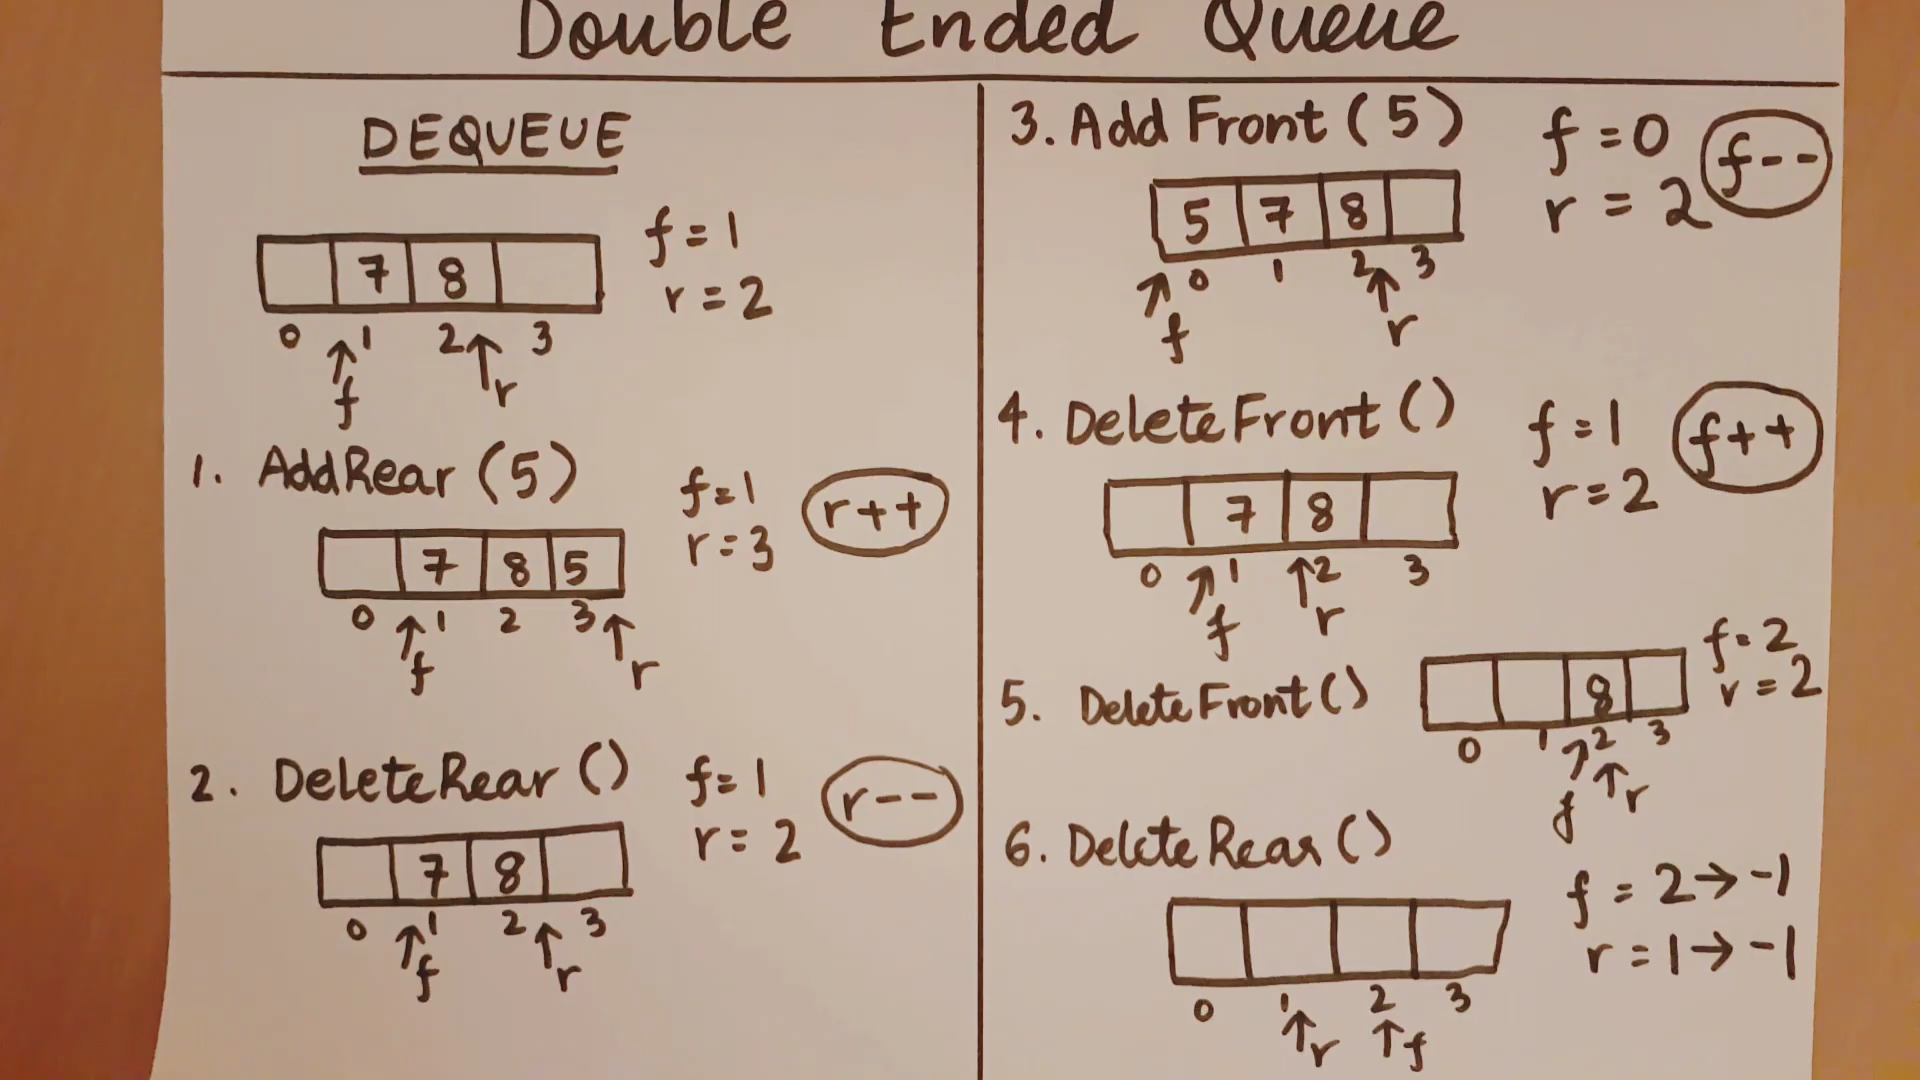 Double Ended Queue
DEQUEUE
7 8
f=1
r=2
0 1 2 3
f r
1. AddRear (5)
f=1
r=3
r++
7 8 5
0 1 2 3
f r
2. DeleteRear ()
f=1
r=2
r--
7 8
0 1 2 3
f r
3. Add Front (5)
f=0
r=2
f--
5 7 8
0 1 2 3
f r
4. DeleteFront ()
f=1
r=2
f++
7 8
0 1 2 3
f r
5. DeleteFront ()
8
f=2
r=2
0 1 2 3
f r
6. DeleteRear ()
f = 2→-1
r = 1→-1
0 1 2 3
r f